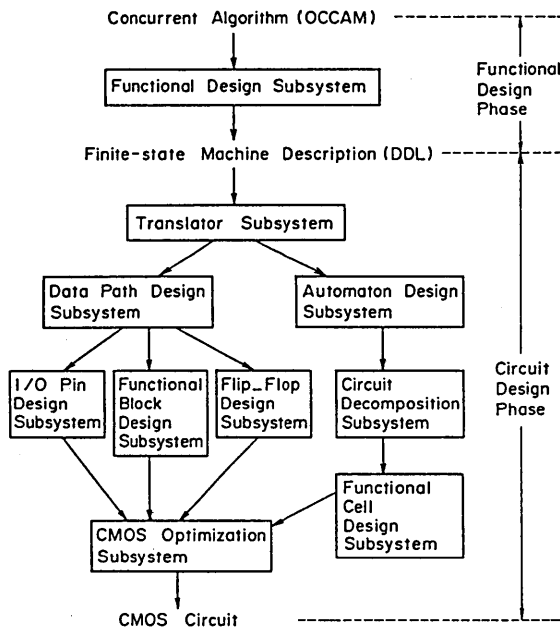 Concurrent Algorithm (OCCAM)
Functional Design Subsystem
Functional
Design
Phase
Finite-state Machine Description (DDL)
Translator Subsystem
Data Path Design
Subsystem
Automaton Design
Subsystem
I/O Pin
Design
Subsystem
Functional
Block
Design
Subsystem
Flip_Flop
Design
Subsystem
Circuit
Decomposition
Subsystem
Circuit
Design
Phase
Functional
Cell
Design
Subsystem
CMOS Optimization
Subsystem
CMOS Circuit